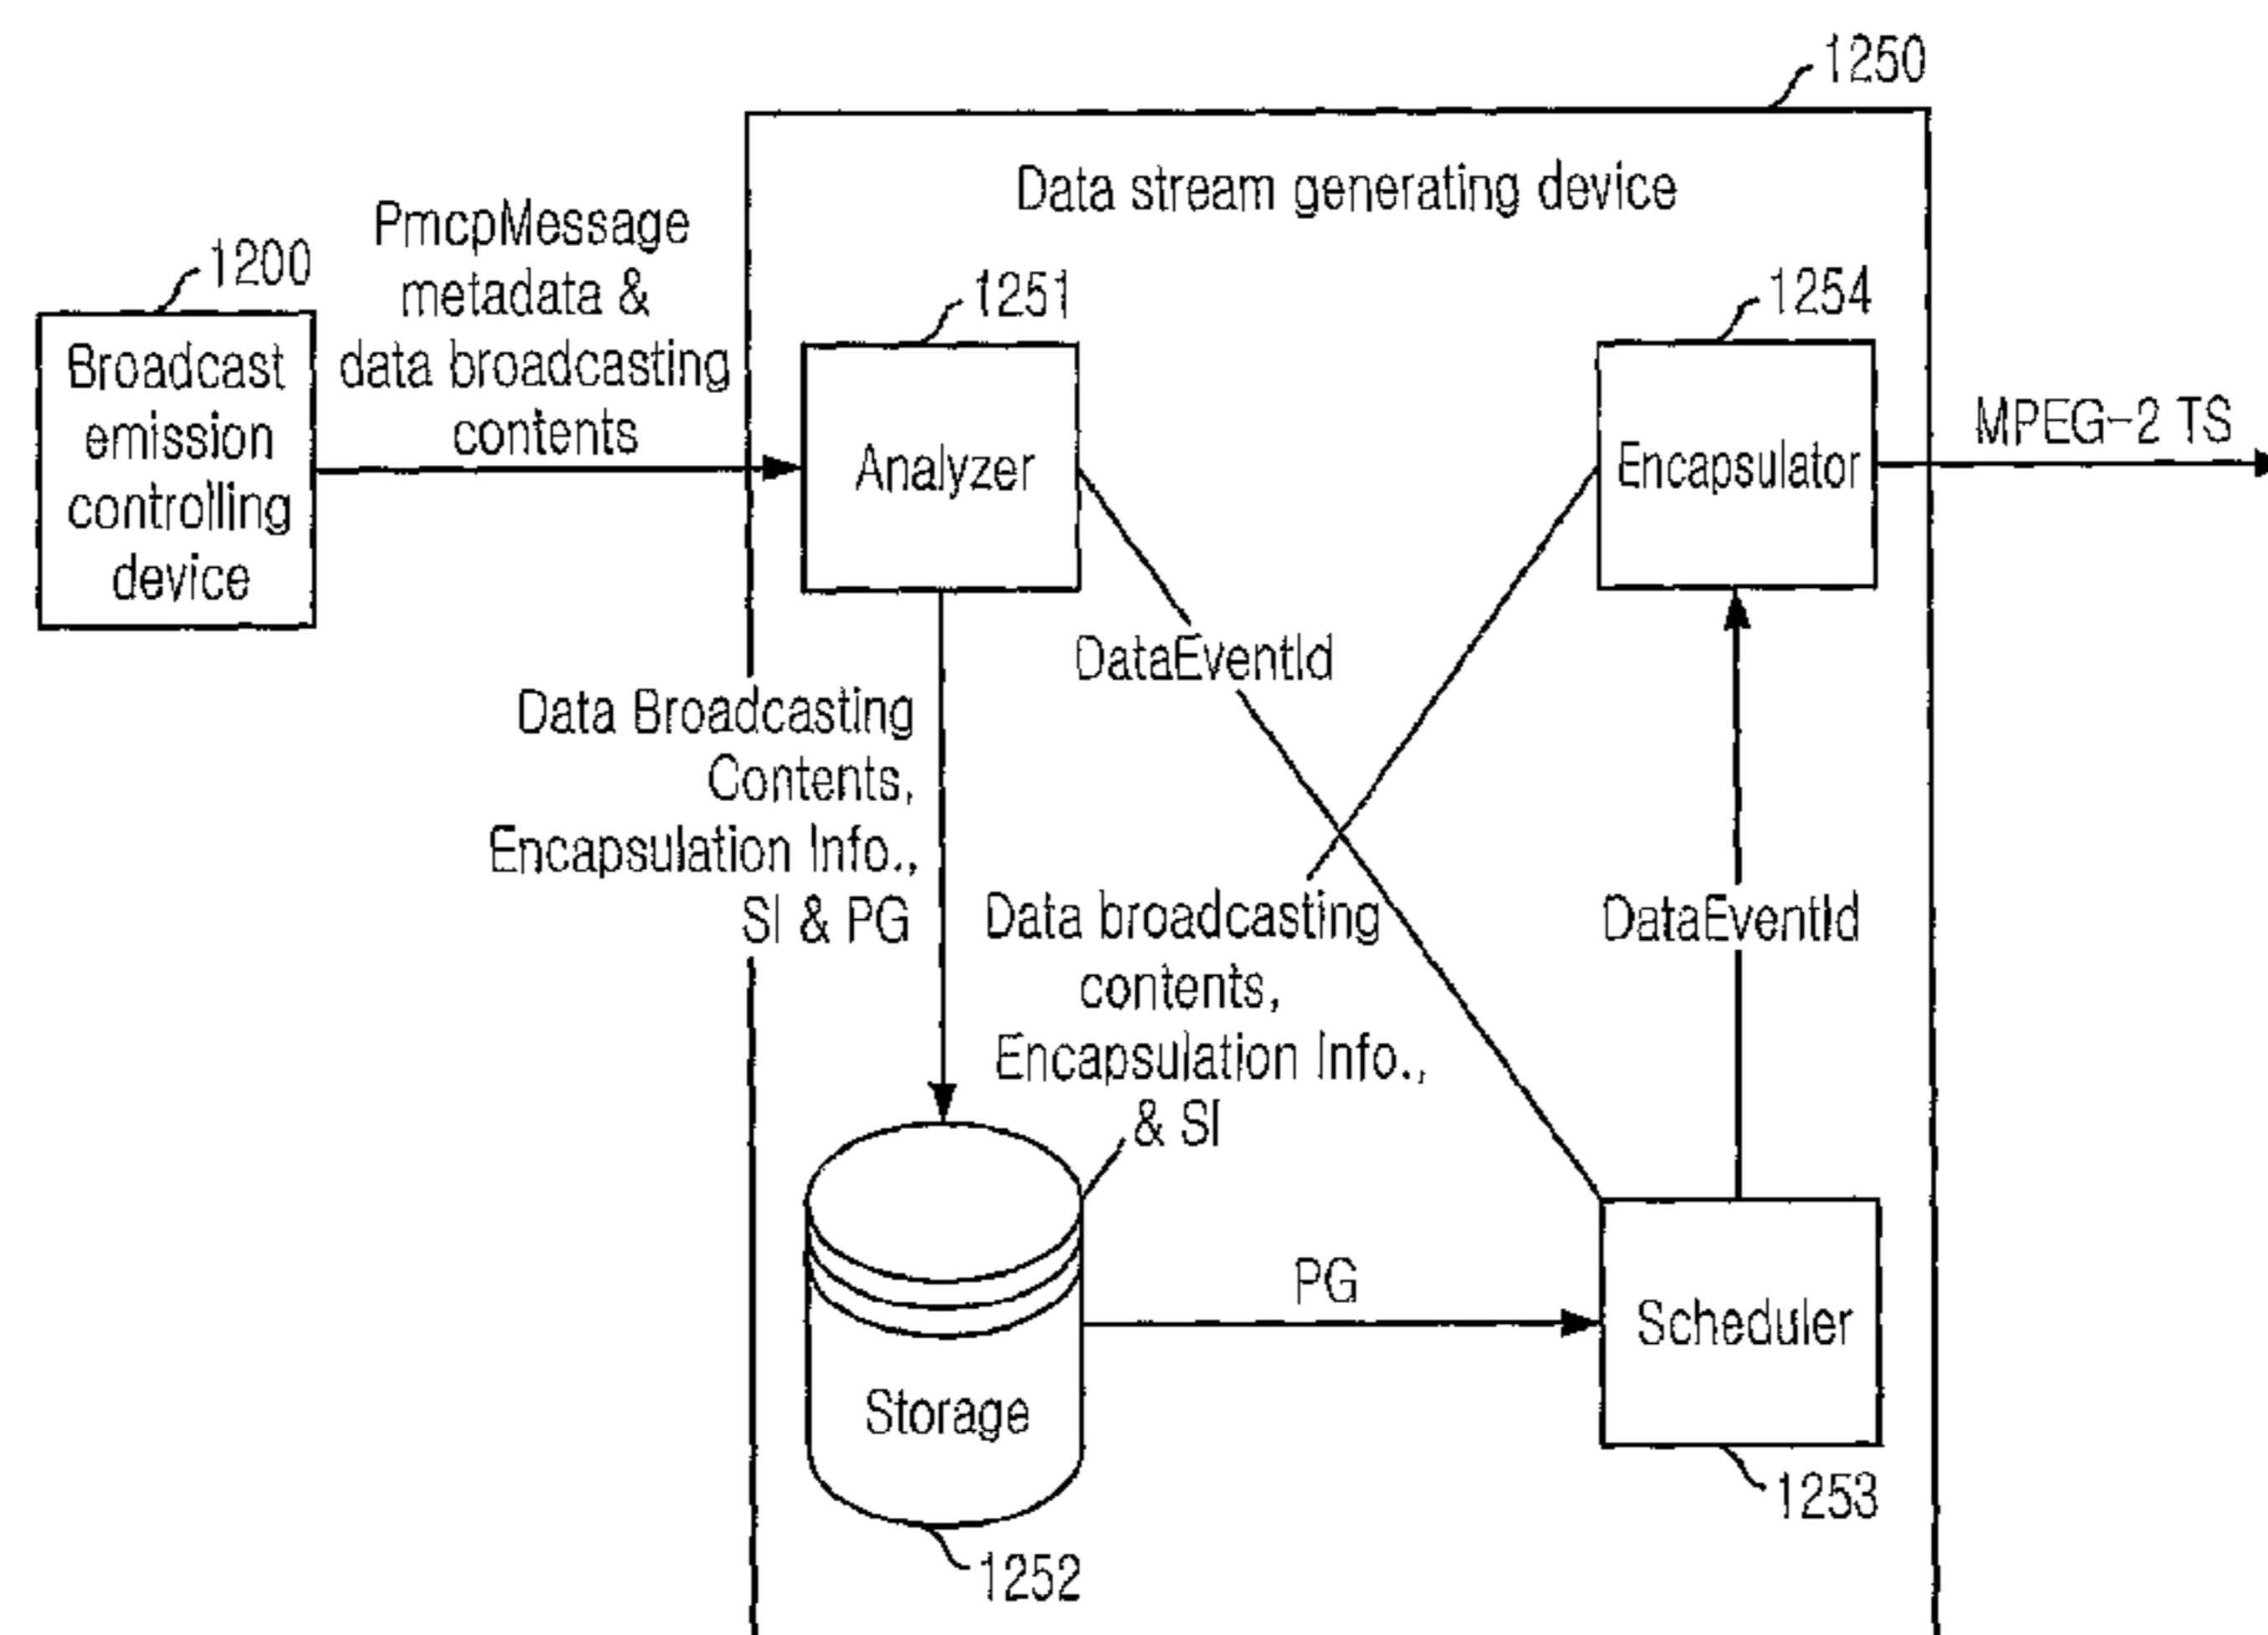 1250
Data stream generating device
PmcpMessage
metadata &
data broadcasting
contents
1200
Broadcast
emission
controlling
device
1251
Analyzer
1254
Encapsulator
MPEG-2 TS
DataEventId
Data Broadcasting
Contents,
Encapsulation Info.,
SI & PG
Data broadcasting
contents,
Encapsulation Info.,
& SI
DataEventId
PG
Storage
Scheduler
1252
1253